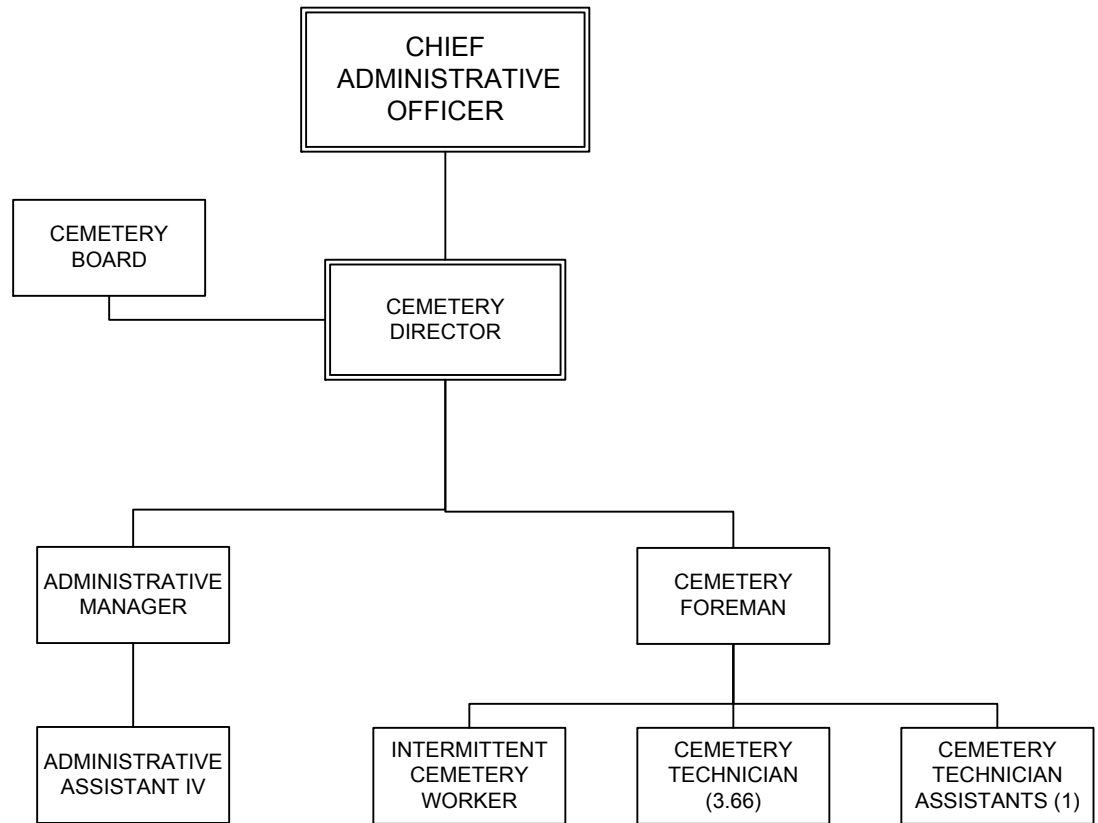 CHIEF
ADMINISTRATIVE
OFFICER
CEMETERY
BOARD
CEMETERY
DIRECTOR
ADMINISTRATIVE
MANAGER
CEMETERY
FOREMAN
ADMINISTRATIVE
ASSISTANT IV
INTERMITTENT
CEMETERY
WORKER
CEMETERY
TECHNICIAN
(3.66)
CEMETERY
TECHNICIAN
ASSISTANTS (1)